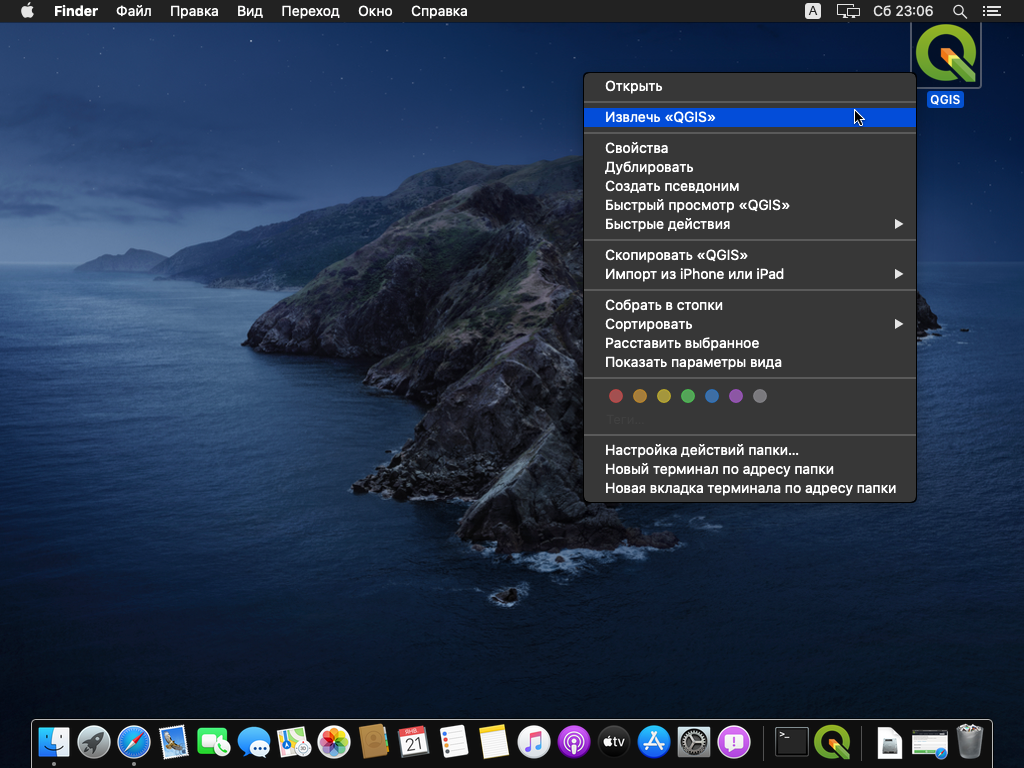 Finder Файл Правка Вид Переход Окно Справка A Сб 23:06
QGIS
Открыть
Извлечь «QGIS»
Свойства
Дублировать
Создать псевдоним
Быстрый просмотр «QGIS»
Быстрые действия
Скопировать «QGIS»
Импорт из iPhone или iPad
Собрать в стопки
Сортировать
Расставить выбранное
Показать параметры вида
Теги...
Настройка действий папки...
Новый терминал по адресу папки
Новая вкладка терминала по адресу папки
ЯНВ
21
tv
>_